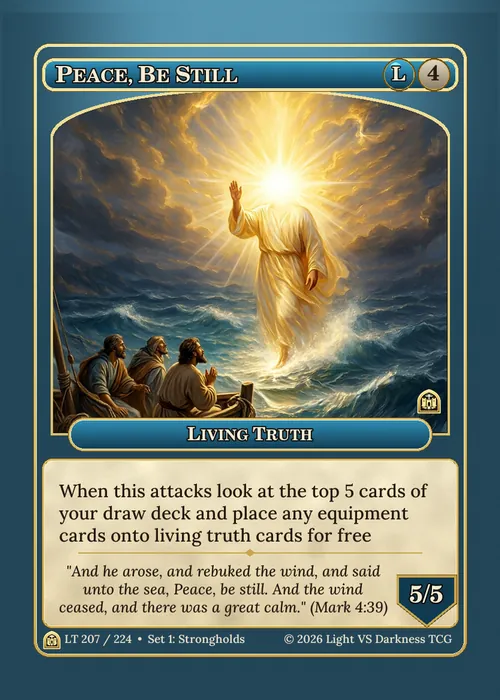 Peace, Be Still L 4
Living Truth
When this attacks look at the top 5 cards of
your draw deck and place any equipment
cards onto living truth cards for free
"And he arose, and rebuked the wind, and said
unto the sea, Peace, be still. And the wind
ceased, and there was a great calm." (Mark 4:39)
5/5
LT 207 / 224 • Set 1: Strongholds © 2026 Light VS Darkness TCG